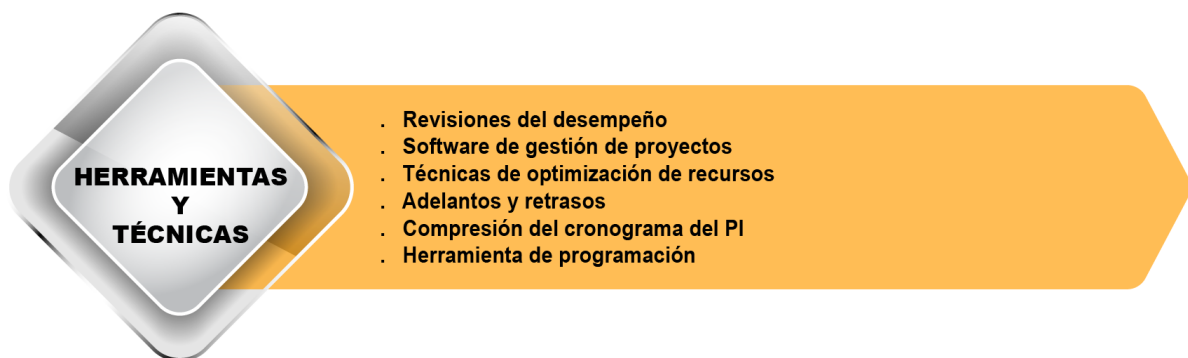 HERRAMIENTAS
Y
TÉCNICAS
. Revisiones del desempeño
. Software de gestión de proyectos
. Técnicas de optimización de recursos
. Adelantos y retrasos
. Compresión del cronograma del PI
. Herramienta de programación